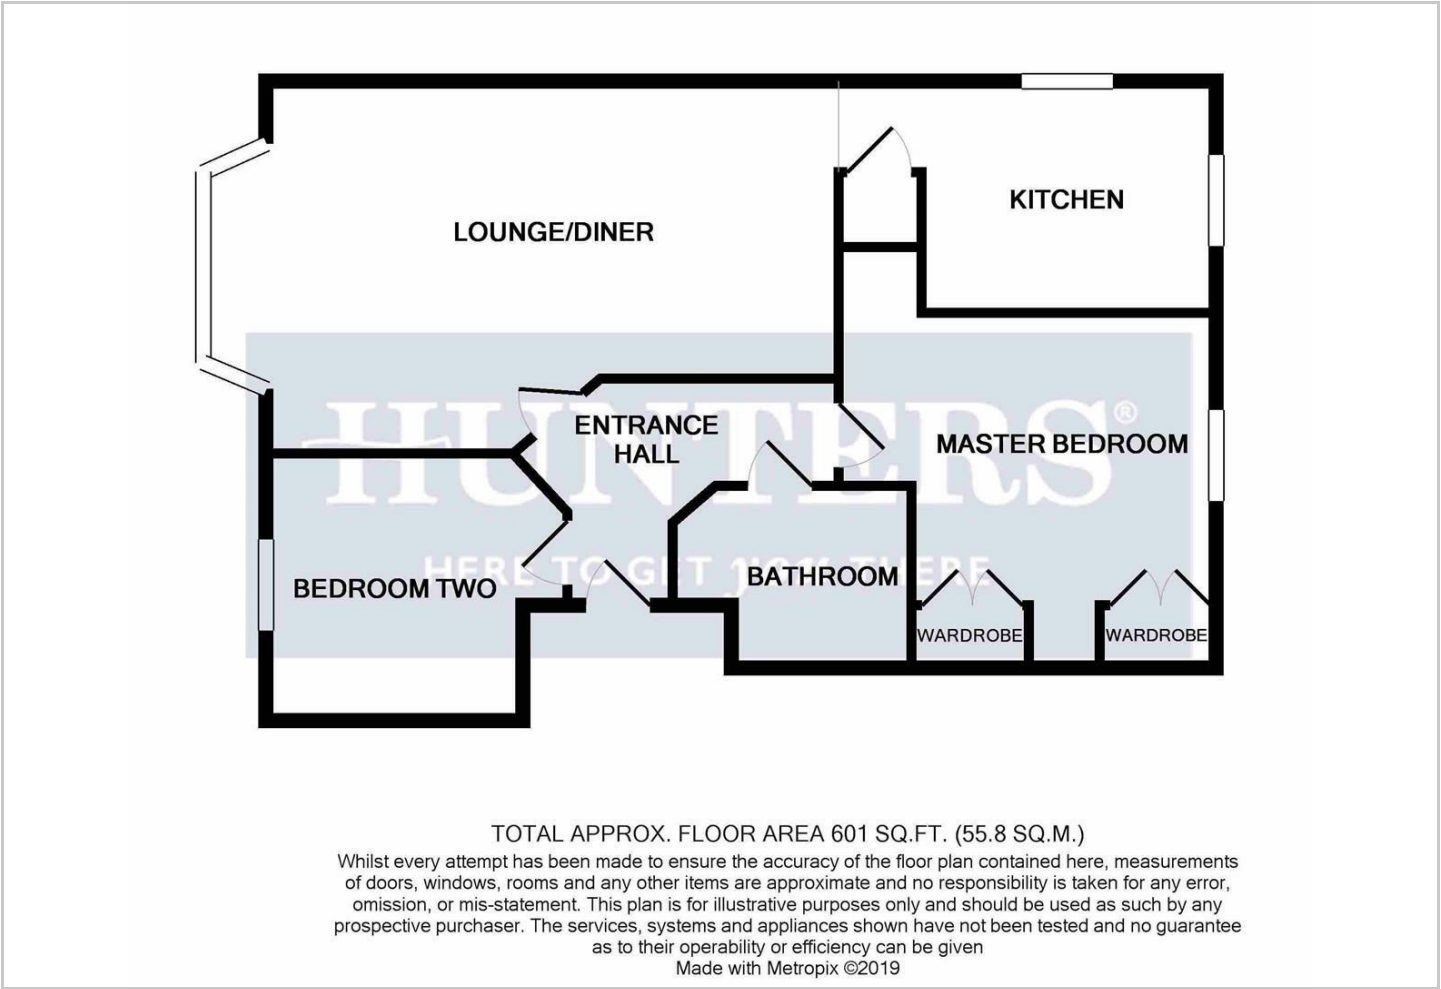 LOUNGE/DINER
KITCHEN
ENTRANCE
HALL
MASTER BEDROOM
HUNTERS®
HERE TO GET you THERE
BEDROOM TWO
BATHROOM
WARDROBE
WARDROBE
TOTAL APPROX. FLOOR AREA 601 SQ.FT. (55.8 SQ.M.)
Whilst every attempt has been made to ensure the accuracy of the floor plan contained here, measurements
of doors, windows, rooms and any other items are approximate and no responsibility is taken for any error,
omission, or mis-statement. This plan is for illustrative purposes only and should be used as such by any
prospective purchaser. The services, systems and appliances shown have not been tested and no guarantee
as to their operability or efficiency can be given
Made with Metropix ©2019